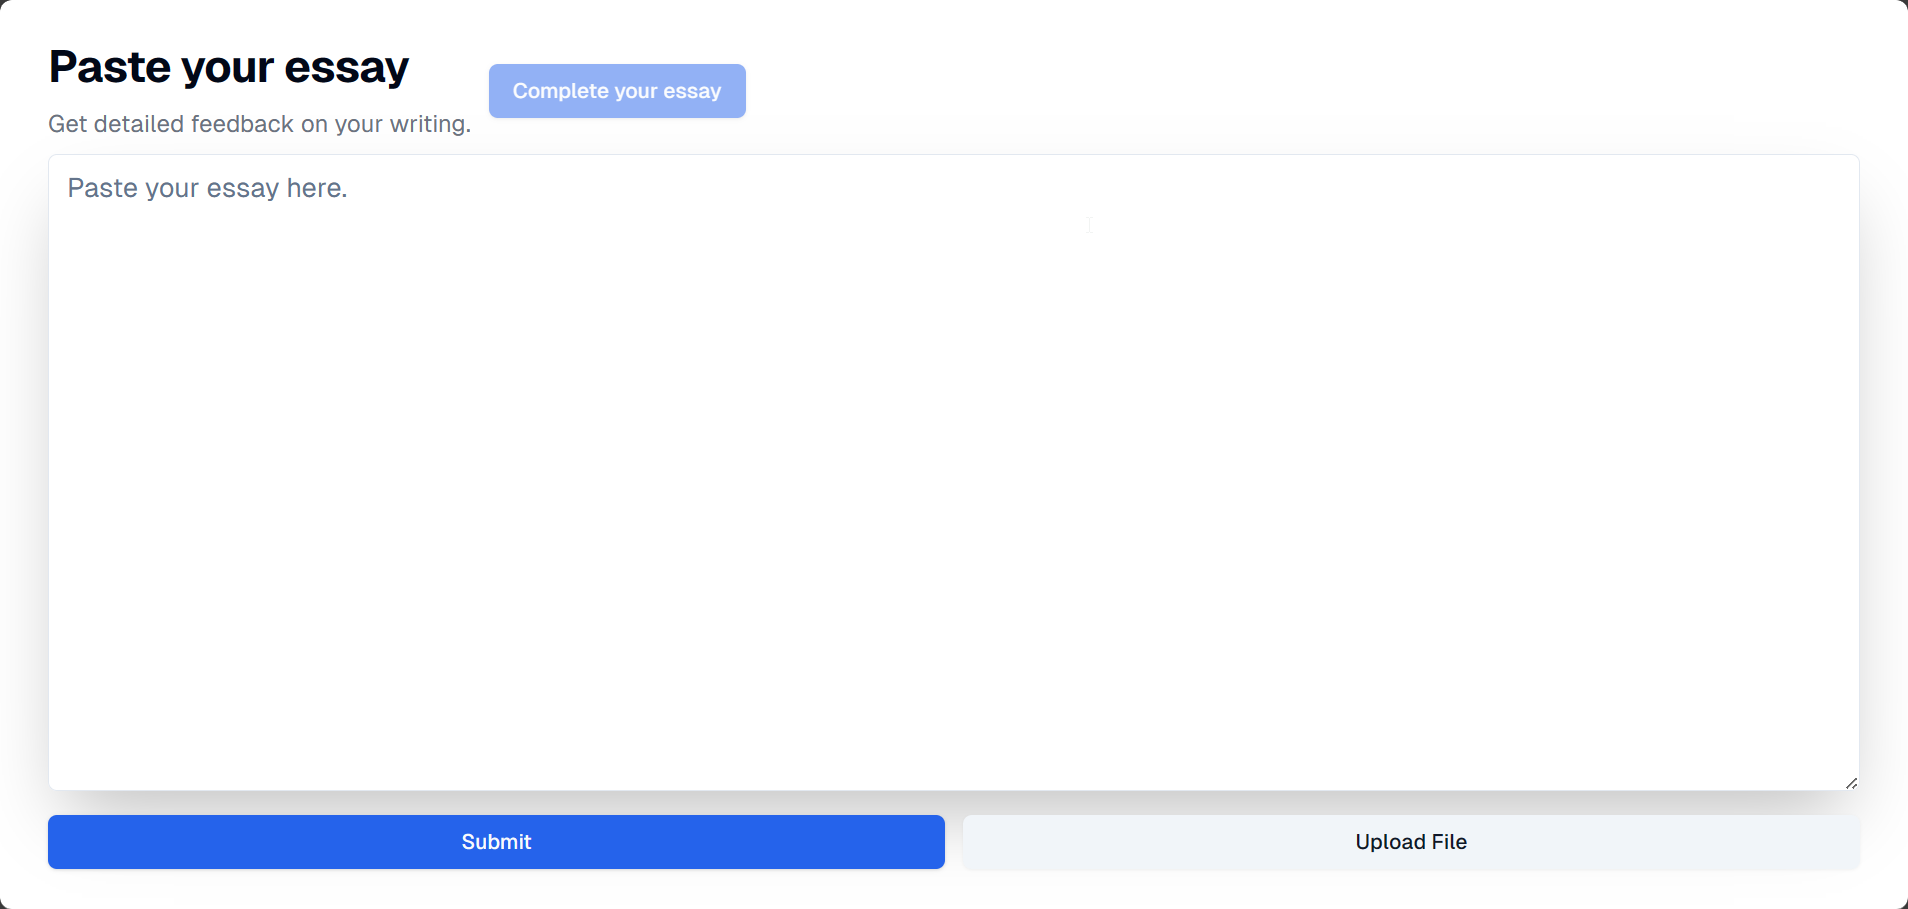 Paste your essay
Complete your essay
Get detailed feedback on your writing.
Paste your essay here.
Submit
Upload File